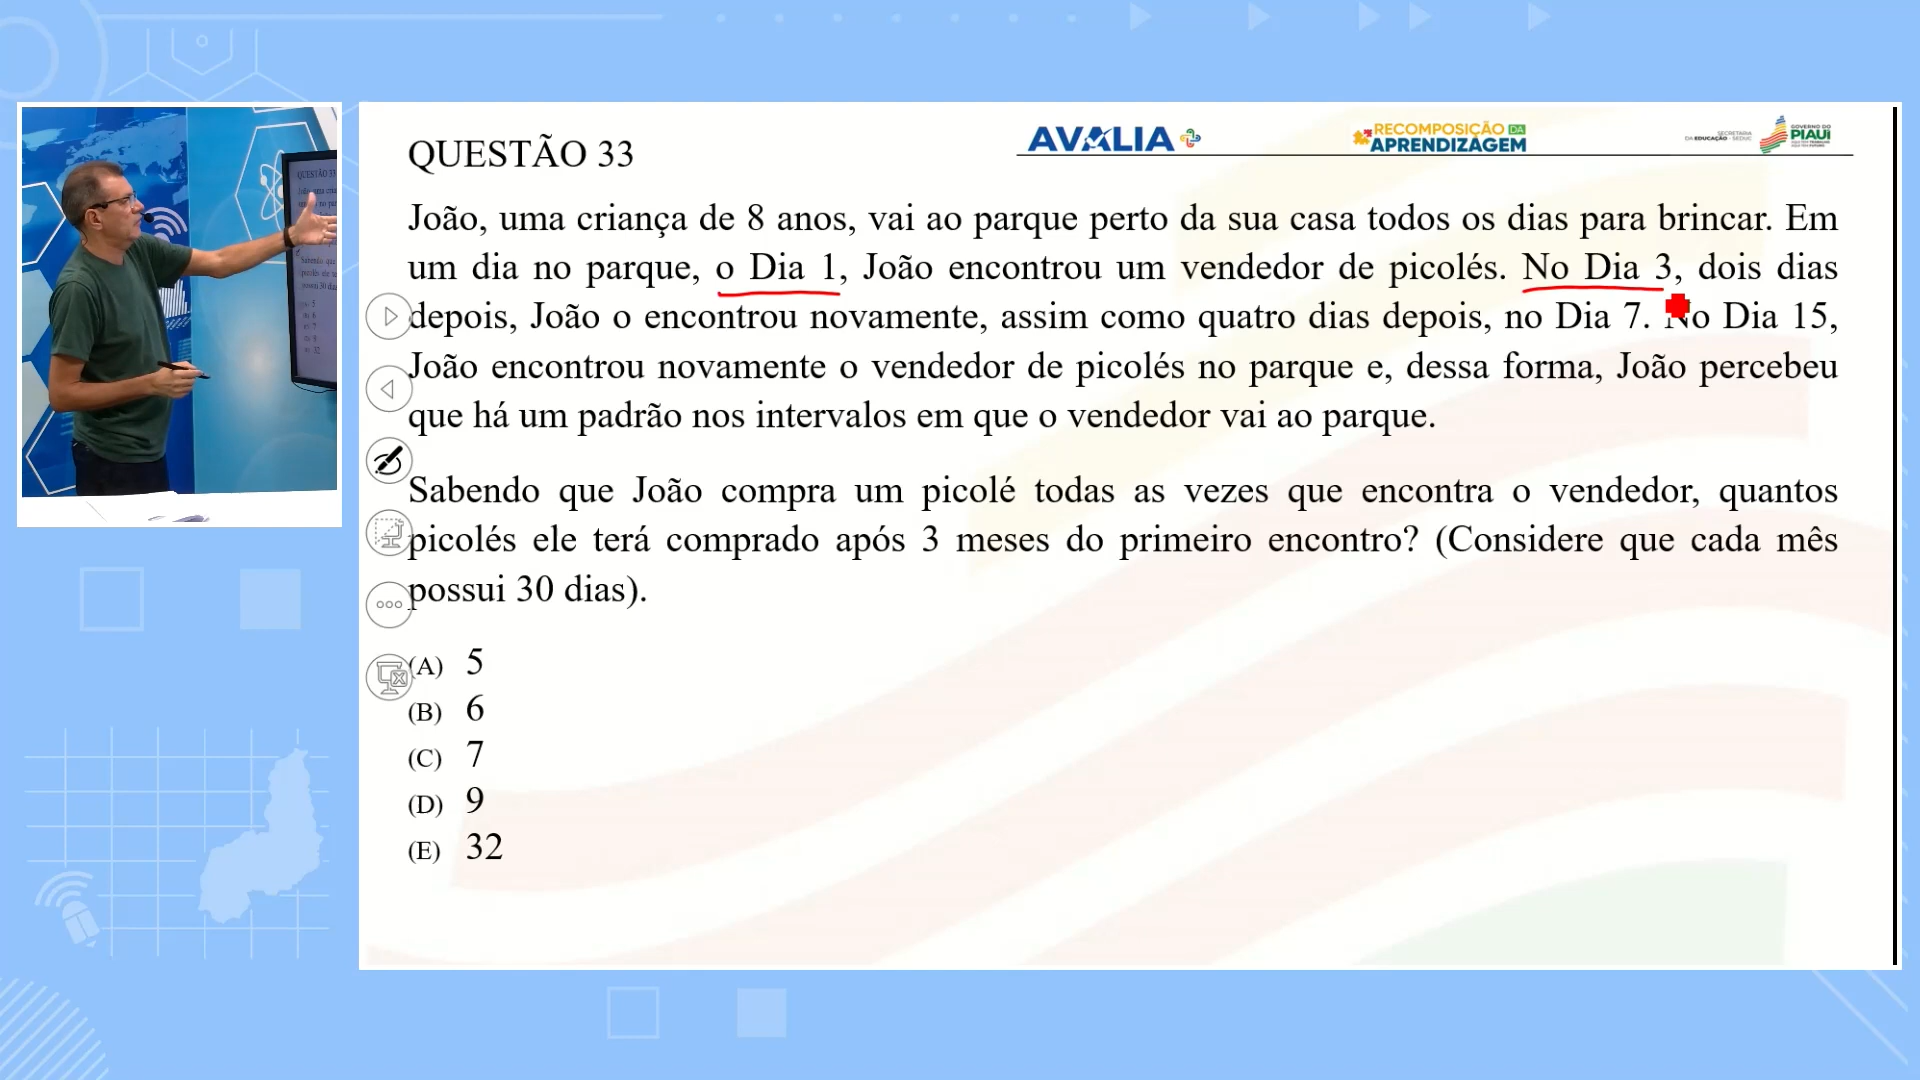 QUESTÃO 33
AVALIA
RECOMPOSIÇÃO DA
APRENDIZAGEM
SECRETARIA
DA EDUCAÇÃO - SEDUC
GOVERNO DO
PIAUÍ
João, uma criança de 8 anos, vai ao parque perto da sua casa todos os dias para brincar. Em
um dia no parque, o Dia 1, João encontrou um vendedor de picolés. No Dia 3, dois dias
depois, João o encontrou novamente, assim como quatro dias depois, no Dia 7. No Dia 15,
João encontrou novamente o vendedor de picolés no parque e, dessa forma, João percebeu
que há um padrão nos intervalos em que o vendedor vai ao parque.
Sabendo que João compra um picolé todas as vezes que encontra o vendedor, quantos
picolés ele terá comprado após 3 meses do primeiro encontro? (Considere que cada mês
possui 30 dias).
(A) 5
(B) 6
(C) 7
(D) 9
(E) 32